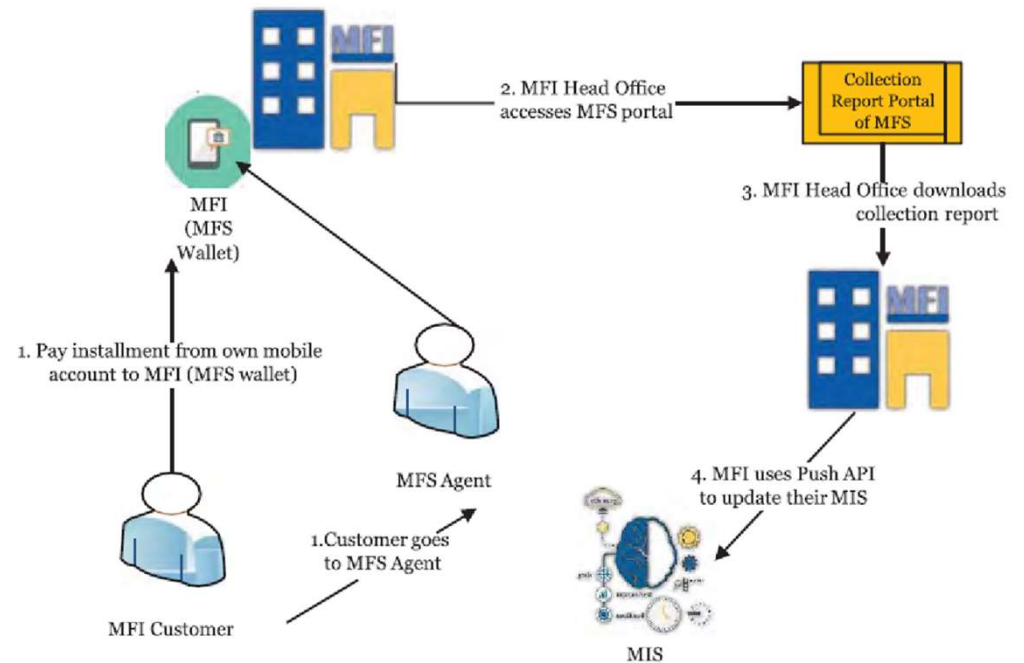 MFI
2. MFI Head Office
accesses MFS portal
Collection
Report Portal
of MFS
MFI
(MFS
Wallet)
3. MFI Head Office downloads
collection report
MFI
1. Pay installment from own mobile
account to MFI (MFS wallet)
MFS Agent
4. MFI uses Push API
to update their MIS
1.Customer goes
to MFS Agent
MFI Customer
MIS